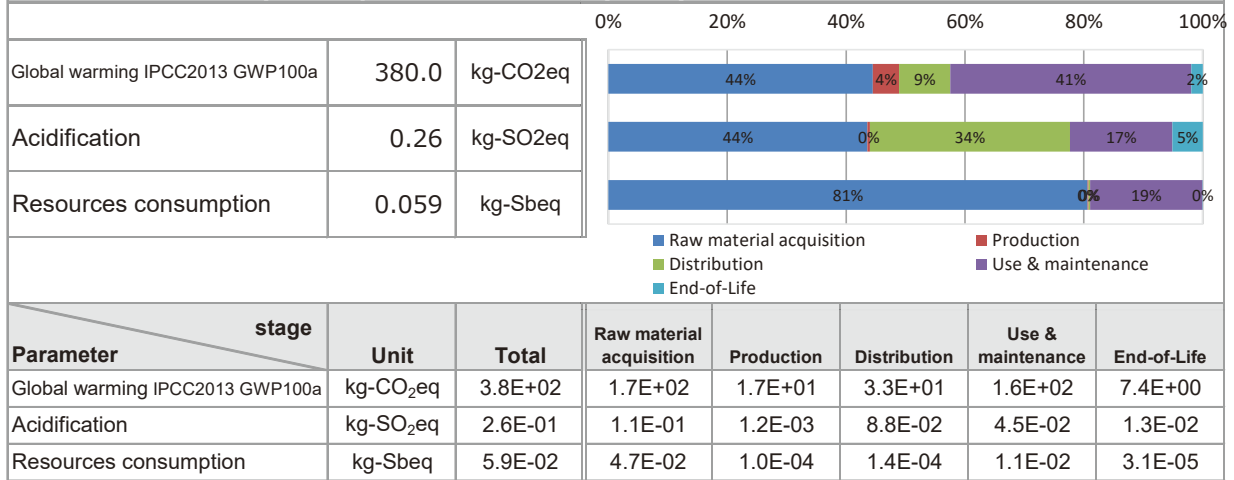 0% 20% 40% 60% 80% 100%
Global warming IPCC2013 GWP100a 380.0 kg-CO2eq 44% 4% 9% 41% 2%
Acidification 0.26 kg-SO2eq 44% 0% 34% 17% 5%
Resources consumption 0.059 kg-Sbeq 81% 0% 0% 19% 0%
Raw material acquisition Production
Distribution Use & maintenance
End-of-Life
stage
Parameter Unit Total Raw material acquisition Production Distribution Use & maintenance End-of-Life
Global warming IPCC2013 GWP100a kg-CO₂eq 3.8E+02 1.7E+02 1.7E+01 3.3E+01 1.6E+02 7.4E+00
Acidification kg-SO₂eq 2.6E-01 1.1E-01 1.2E-03 8.8E-02 4.5E-02 1.3E-02
Resources consumption kg-Sbeq 5.9E-02 4.7E-02 1.0E-04 1.4E-04 1.1E-02 3.1E-05